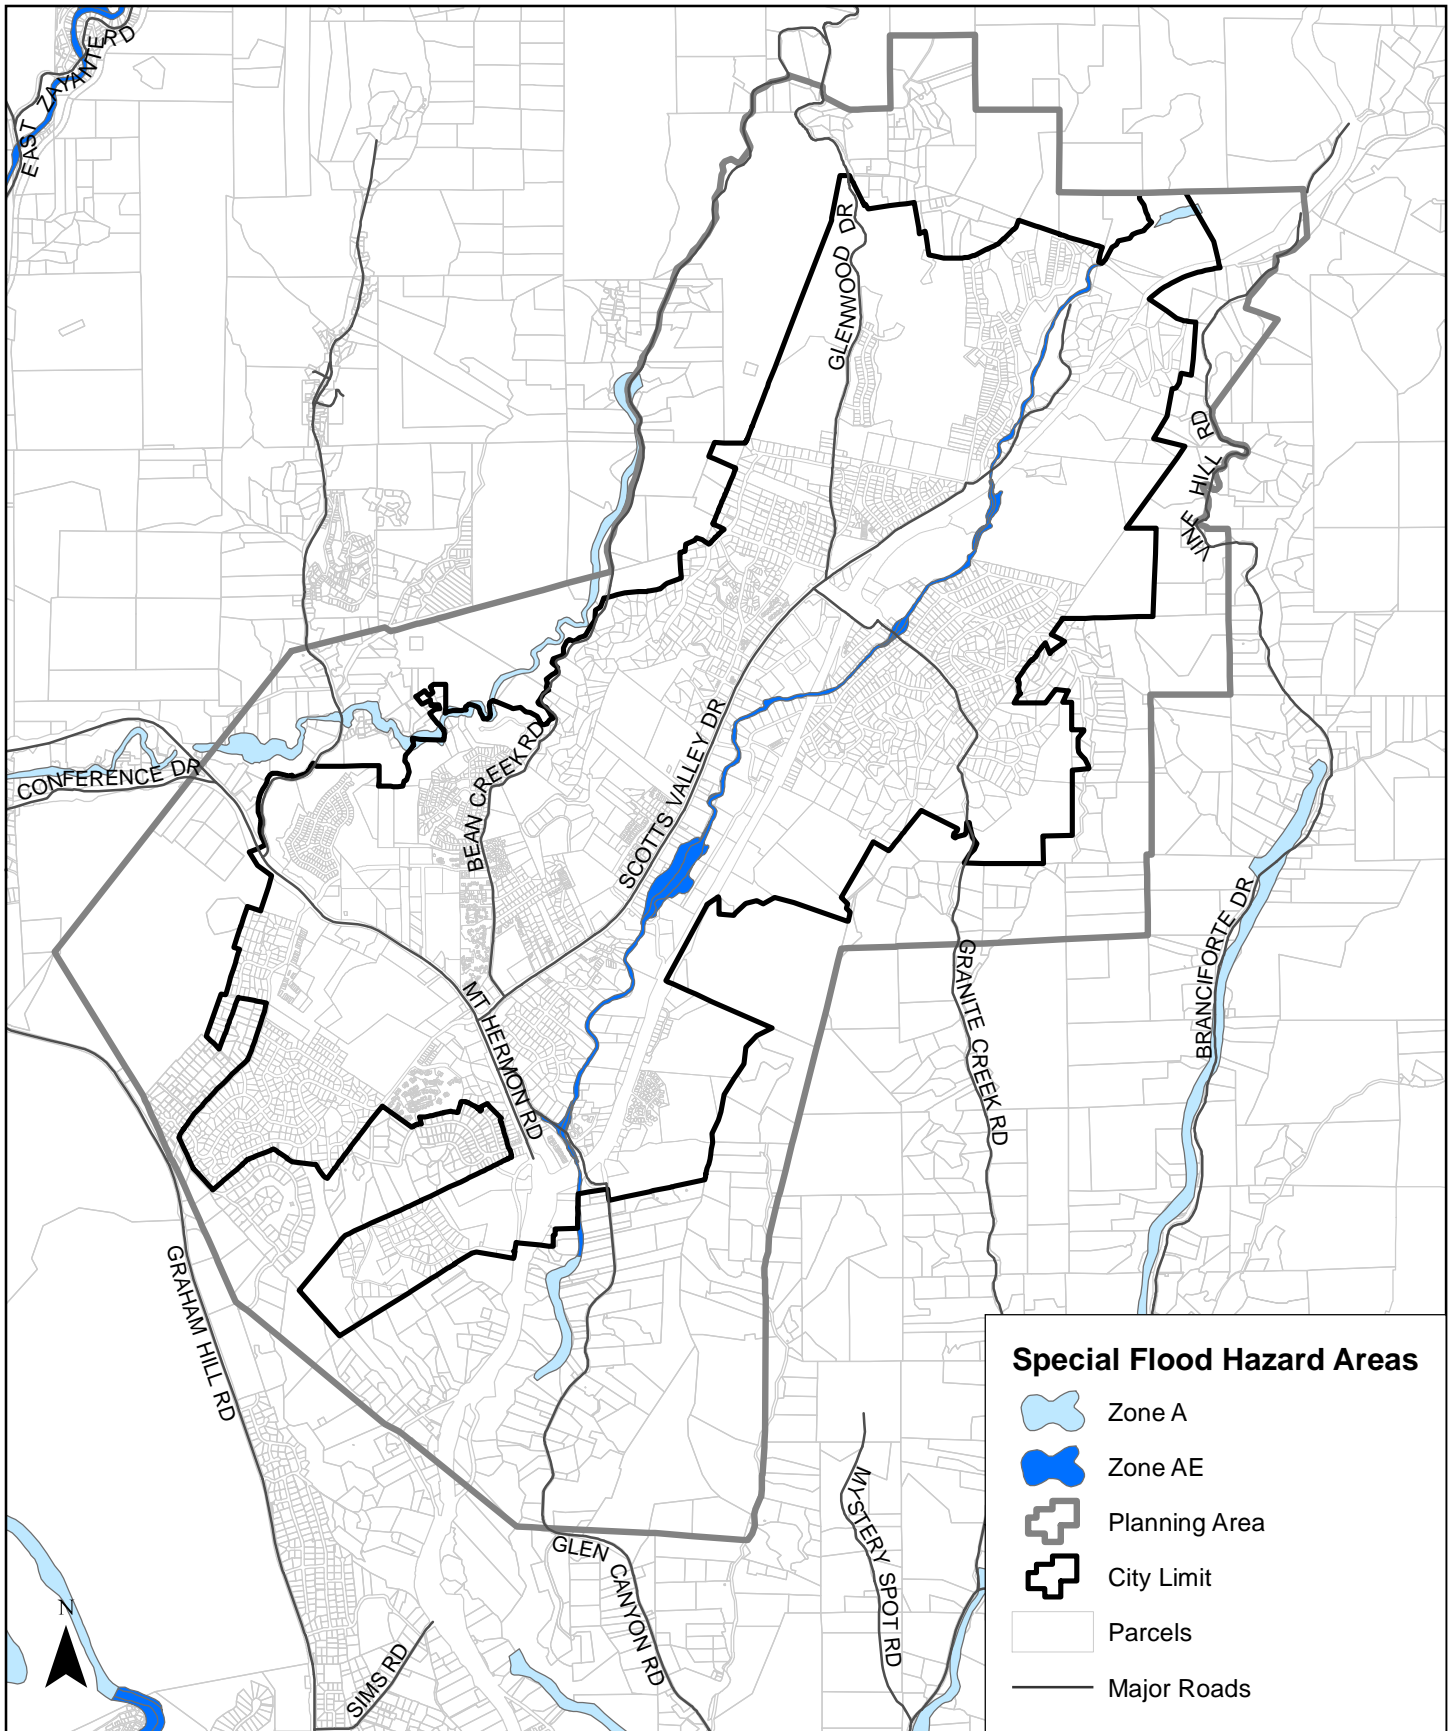 EAST ZAYANTE RD
GLENWOOD DR
VINE HILL RD
CONFERENCE DR
BEAN CREEK RD
SCOTTS VALLEY DR
MT HERMON RD
GRANITE CREEK RD
BRANCIFORTE DR
GRAHAM HILL RD
MYSTERY SPOT RD
GLEN CANYON RD
SIMS RD
N
Special Flood Hazard Areas
Zone A
Zone AE
Planning Area
City Limit
Parcels
Major Roads